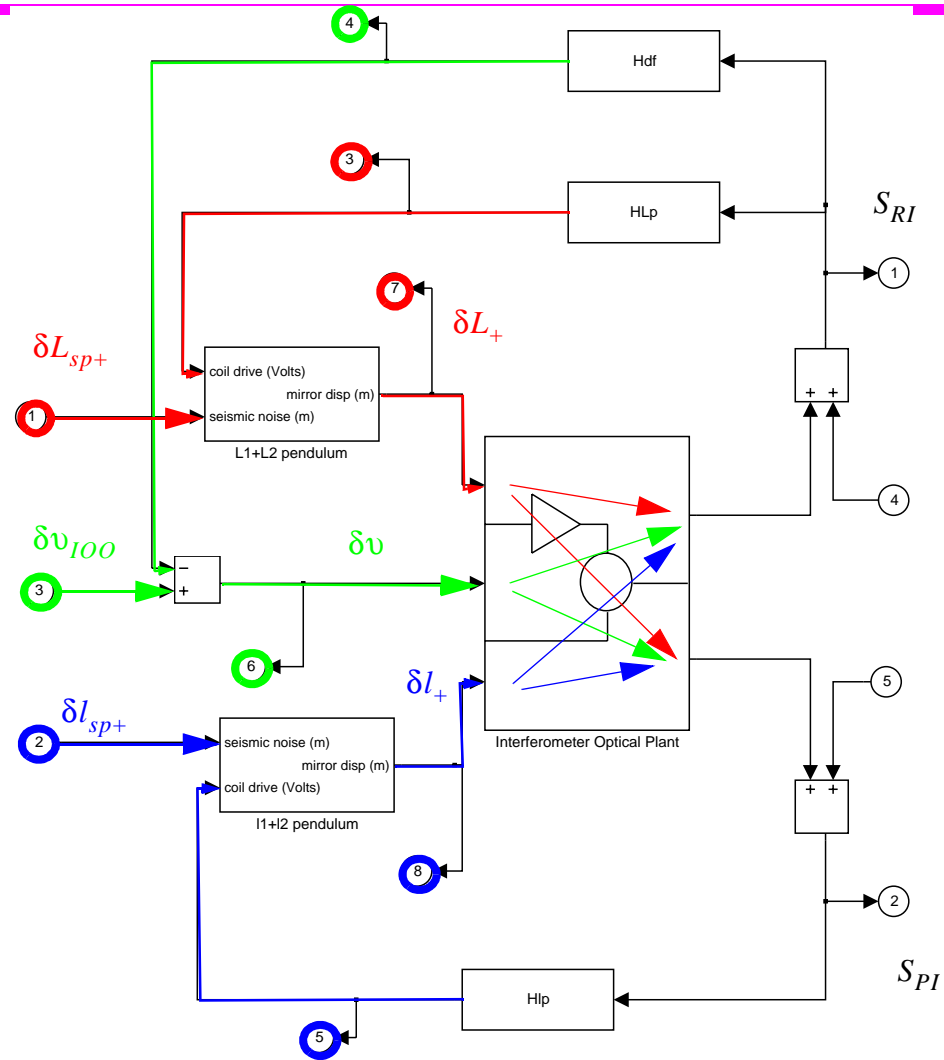 4
Hdf
3
HLp
S_RI
1
7
δL_+
δL_sp+
coil drive (Volts)
mirror disp (m)
1
seismic noise (m)
L1+L2 pendulum
+ +
4
δυ_IOO
δυ
−
3
+
6
δl_+
5
δl_sp+
2
seismic noise (m)
mirror disp (m)
coil drive (Volts)
l1+l2 pendulum
Interferometer Optical Plant
+ +
8
2
S_PI
Hlp
5